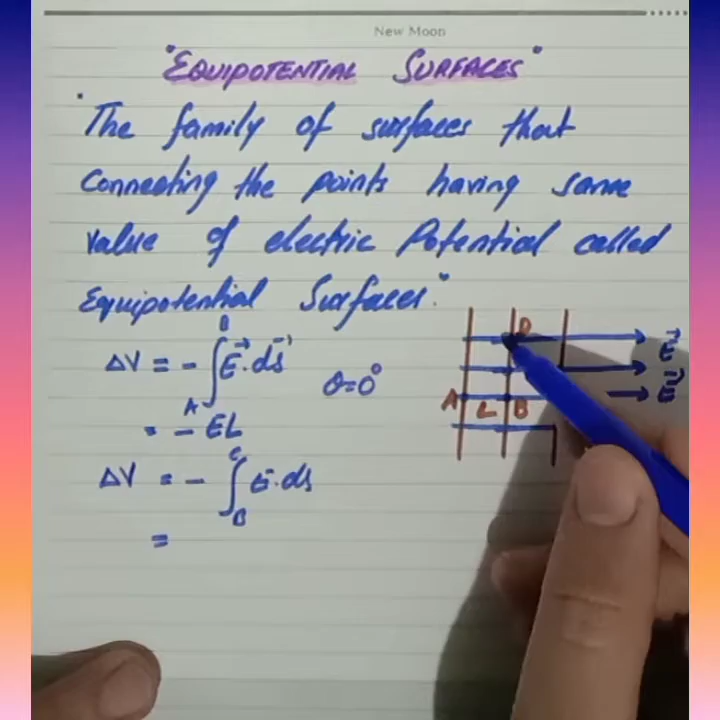 New Moon
"EQUIPOTENTIAL SURFACES"
"The family of surfaces that
Connecting the points having same
value of electric Potential called
Equipotential Surfaces."
ΔV = - ∫ₐᴮ E⃗.ds⃗ θ=0°
= - EL
ΔV = - ∫ E.ds
B
C
=
D
E⃗
E⃗
A L B